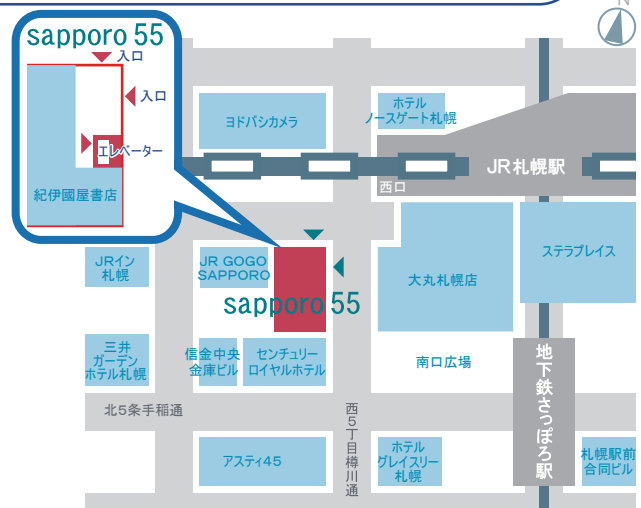 N
sapporo 55
入口
入口
エレベーター
紀伊國屋書店
ヨドバシカメラ
ホテル
ノースゲート札幌
JR札幌駅
西口
JRイン
札幌
JR GOGO
SAPPORO
sapporo 55
大丸札幌店
ステラプレイス
三井
ガーデン
ホテル札幌
信金中央
金庫ビル
センチュリー
ロイヤルホテル
南口広場
地下鉄さっぽろ駅
北5条手稲通
西5丁目樽川通
アスティ45
ホテル
グレイスリー
札幌
札幌駅前
合同ビル